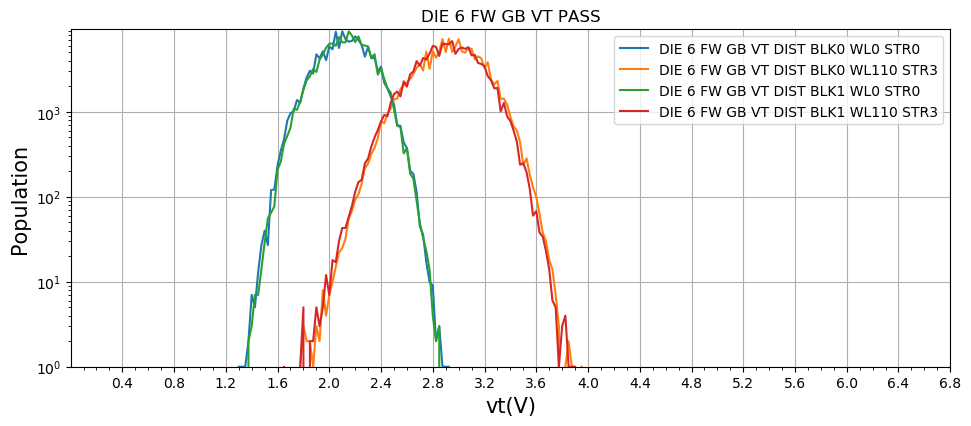 DIE 6 FW GB VT PASS
DIE 6 FW GB VT DIST BLK0 WL0 STR0
DIE 6 FW GB VT DIST BLK0 WL110 STR3
DIE 6 FW GB VT DIST BLK1 WL0 STR0
DIE 6 FW GB VT DIST BLK1 WL110 STR3
Population
10³
10²
10¹
10⁰
0.4 0.8 1.2 1.6 2.0 2.4 2.8 3.2 3.6 4.0 4.4 4.8 5.2 5.6 6.0 6.4 6.8
vt(V)